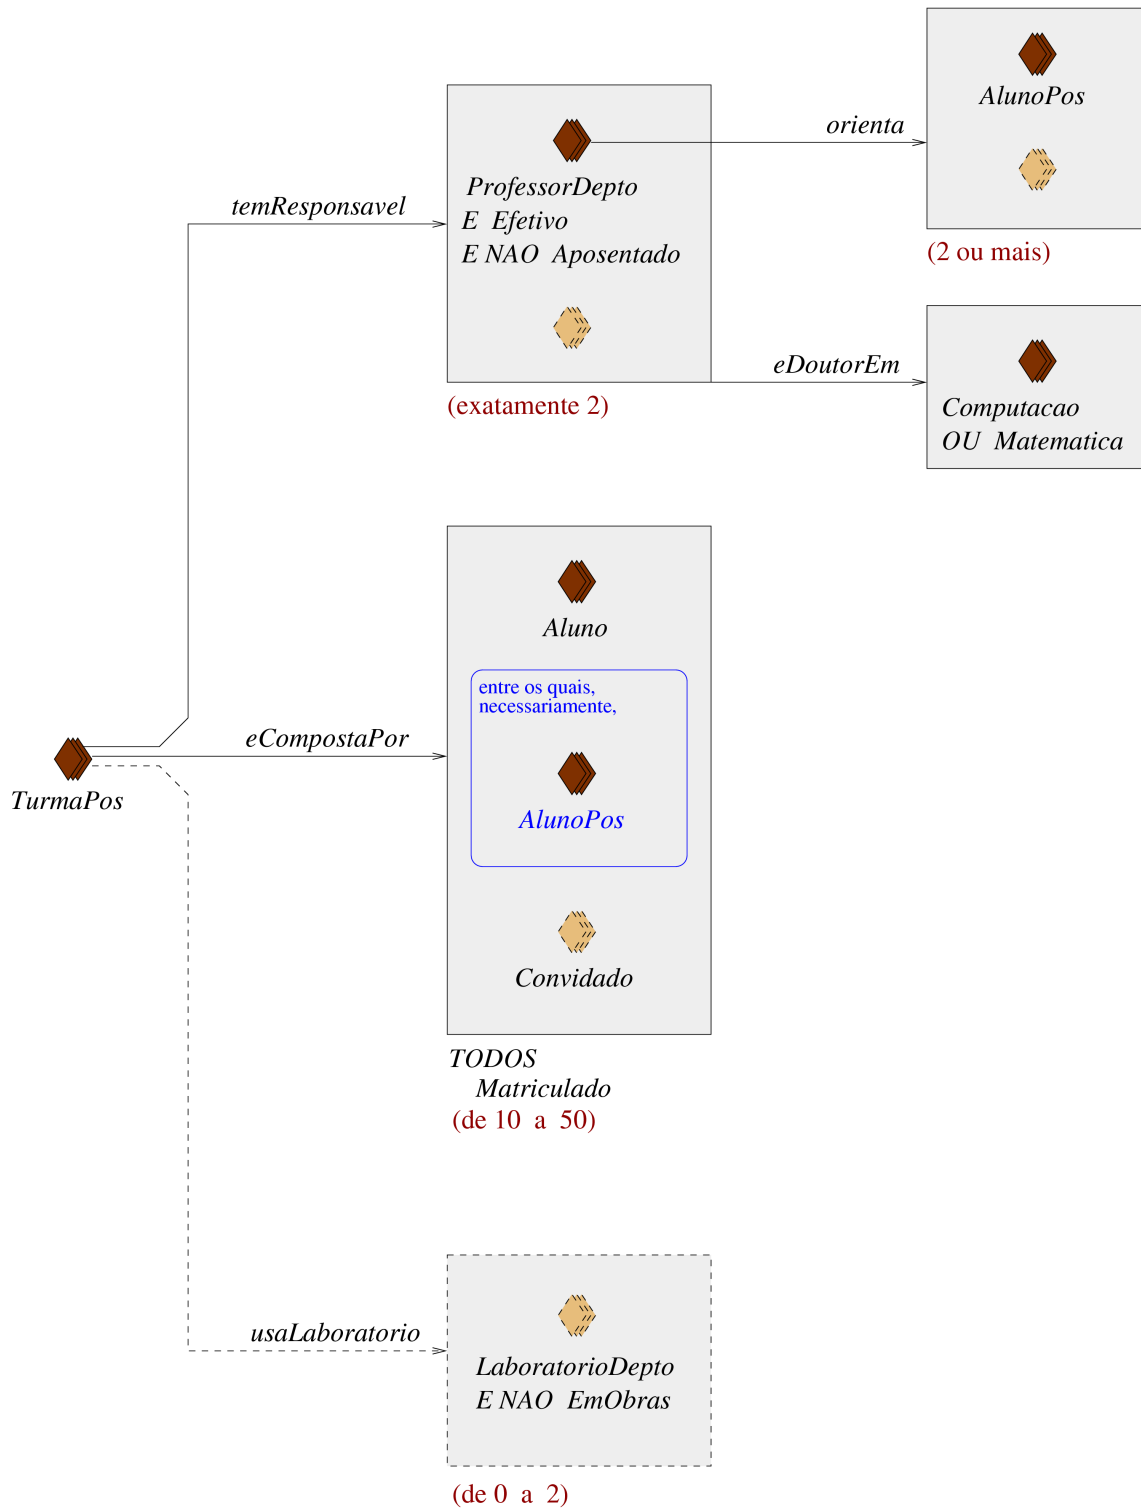 AlunoPos
orienta
(2 ou mais)
temResponsavel
ProfessorDepto
E Efetivo
E NAO Aposentado
(exatamente 2)
eDoutorEm
Computacao
OU Matematica
Aluno
entre os quais,
necessariamente,
AlunoPos
Convidado
eCompostaPor
TurmaPos
TODOS
Matriculado
(de 10 a 50)
usaLaboratorio
LaboratorioDepto
E NAO EmObras
(de 0 a 2)